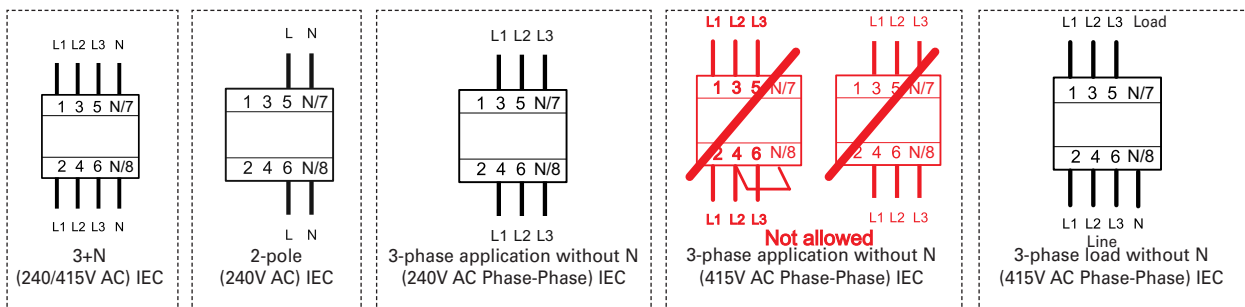 L1 L2 L3 N
1 3 5 N/7
2 4 6 N/8
L1 L2 L3 N
3+N
(240/415V AC) IEC
L N
1 3 5 N/7
2 4 6 N/8
L N
2-pole
(240V AC) IEC
L1 L2 L3
1 3 5 N/7
2 4 6 N/8
L1 L2 L3
3-phase application without N
(240V AC Phase-Phase) IEC
L1 L2 L3
1 3 5 N/7
2 4 6 N/8
L1 L2 L3
L1 L2 L3
1 3 5 N/7
2 4 6 N/8
L1 L2 L3
Not allowed
3-phase application without N
(415V AC Phase-Phase) IEC
L1 L2 L3 Load
1 3 5 N/7
2 4 6 N/8
L1 L2 L3 N
Line
3-phase load without N
(415V AC Phase-Phase) IEC